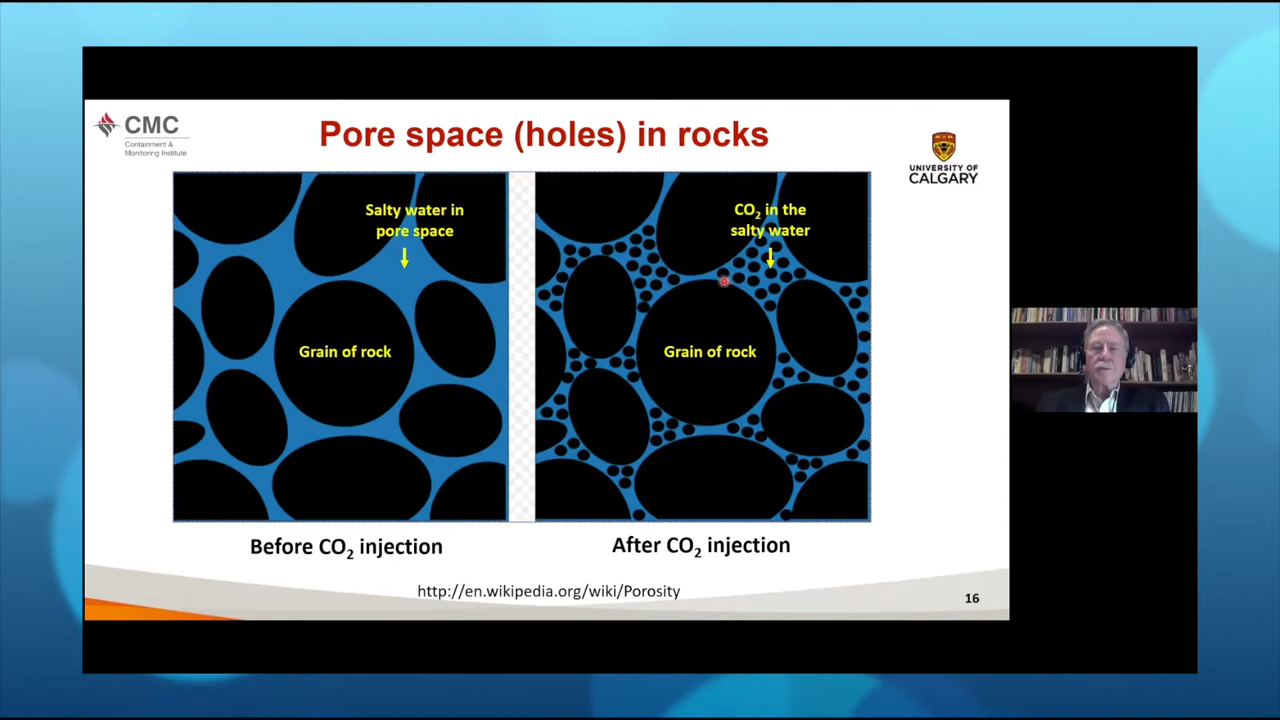 CMC
Containment &
Monitoring Institute
Pore space (holes) in rocks
UNIVERSITY OF
CALGARY
Salty water in
pore space
Grain of rock
CO₂ in the
salty water
Grain of rock
Before CO₂ injection
After CO₂ injection
http://en.wikipedia.org/wiki/Porosity
16